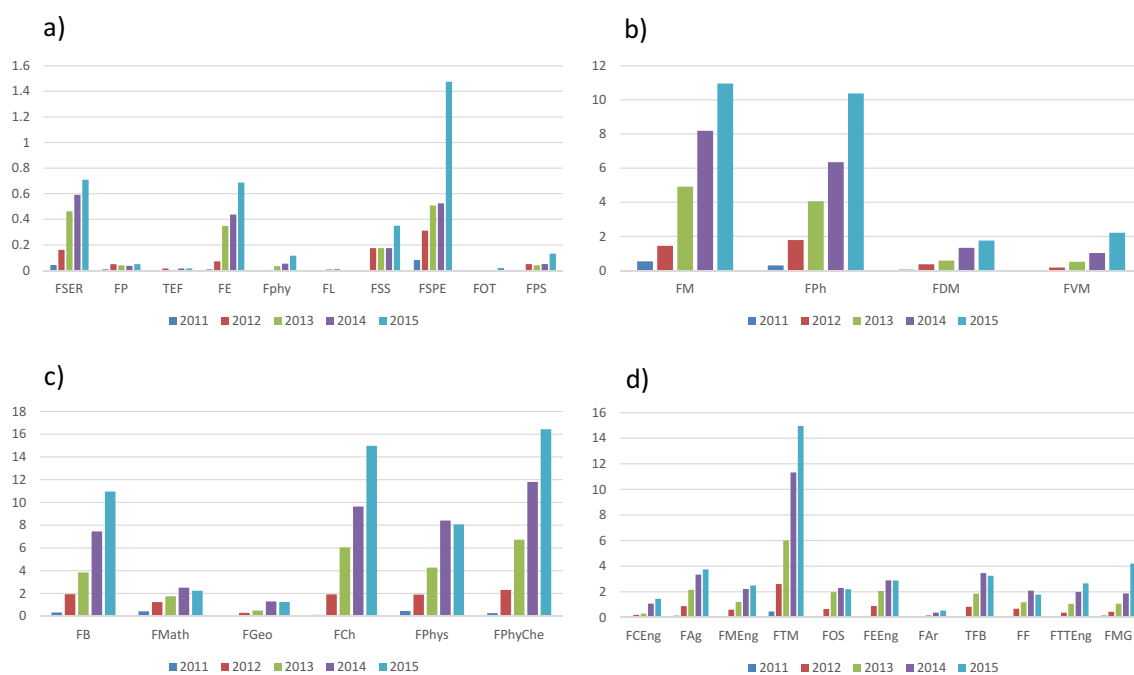 a)
1.6
1.4
1.2
1
0.8
0.6
0.4
0.2
0
FSER FP TEF FE Fphy FL FSS FSPE FOT FPS
2011 2012 2013 2014 2015
b)
12
10
8
6
4
2
0
FM FPh FDM FVM
2011 2012 2013 2014 2015
c)
18
16
14
12
10
8
6
4
2
0
FB FMath FGeo FCh FPhys FPhyChe
2011 2012 2013 2014 2015
d)
16
14
12
10
8
6
4
2
0
FCEng FAg FMEng FTM FOS FEEng FAr TFB FF FTTEng FMG
2011 2012 2013 2014 2015